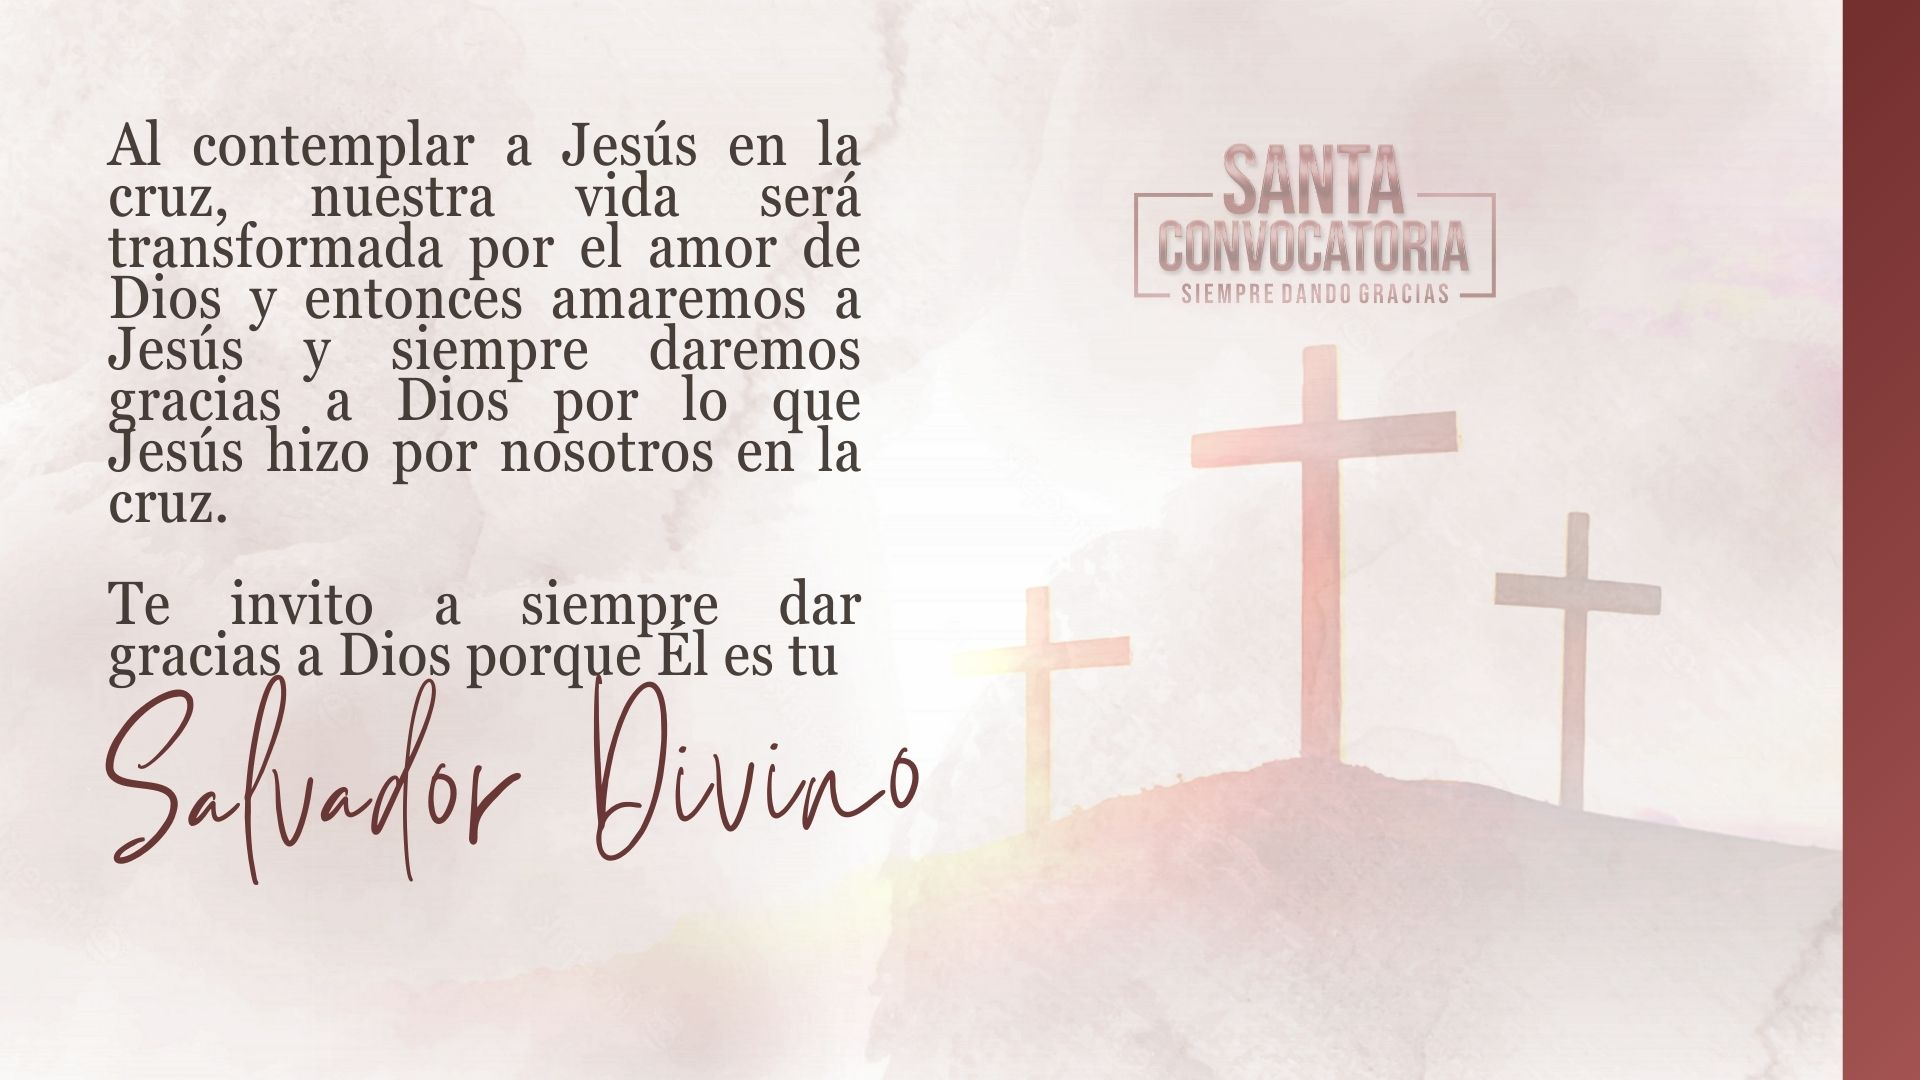 Al contemplar a Jesús en la
cruz, nuestra vida será
transformada por el amor de
Dios y entonces amaremos a
Jesús y siempre daremos
gracias a Dios por lo que
Jesús hizo por nosotros en la
cruz.
Te invito a siempre dar
gracias a Dios porque Él es tu
Salvador Divino
SANTA
CONVOCATORIA
SIEMPRE DANDO GRACIAS